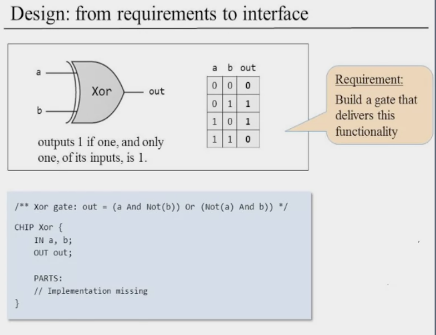 Design: from requirements to interface
a
b
Xor
out
outputs 1 if one, and only
one, of its inputs, is 1.
a b out
0 0 0
0 1 1
1 0 1
1 1 0
Requirement:
Build a gate that
delivers this
functionality
/** Xor gate: out = (a And Not(b)) Or (Not(a) And b)) */
CHIP Xor {
IN a, b;
OUT out;
PARTS:
// Implementation missing
}